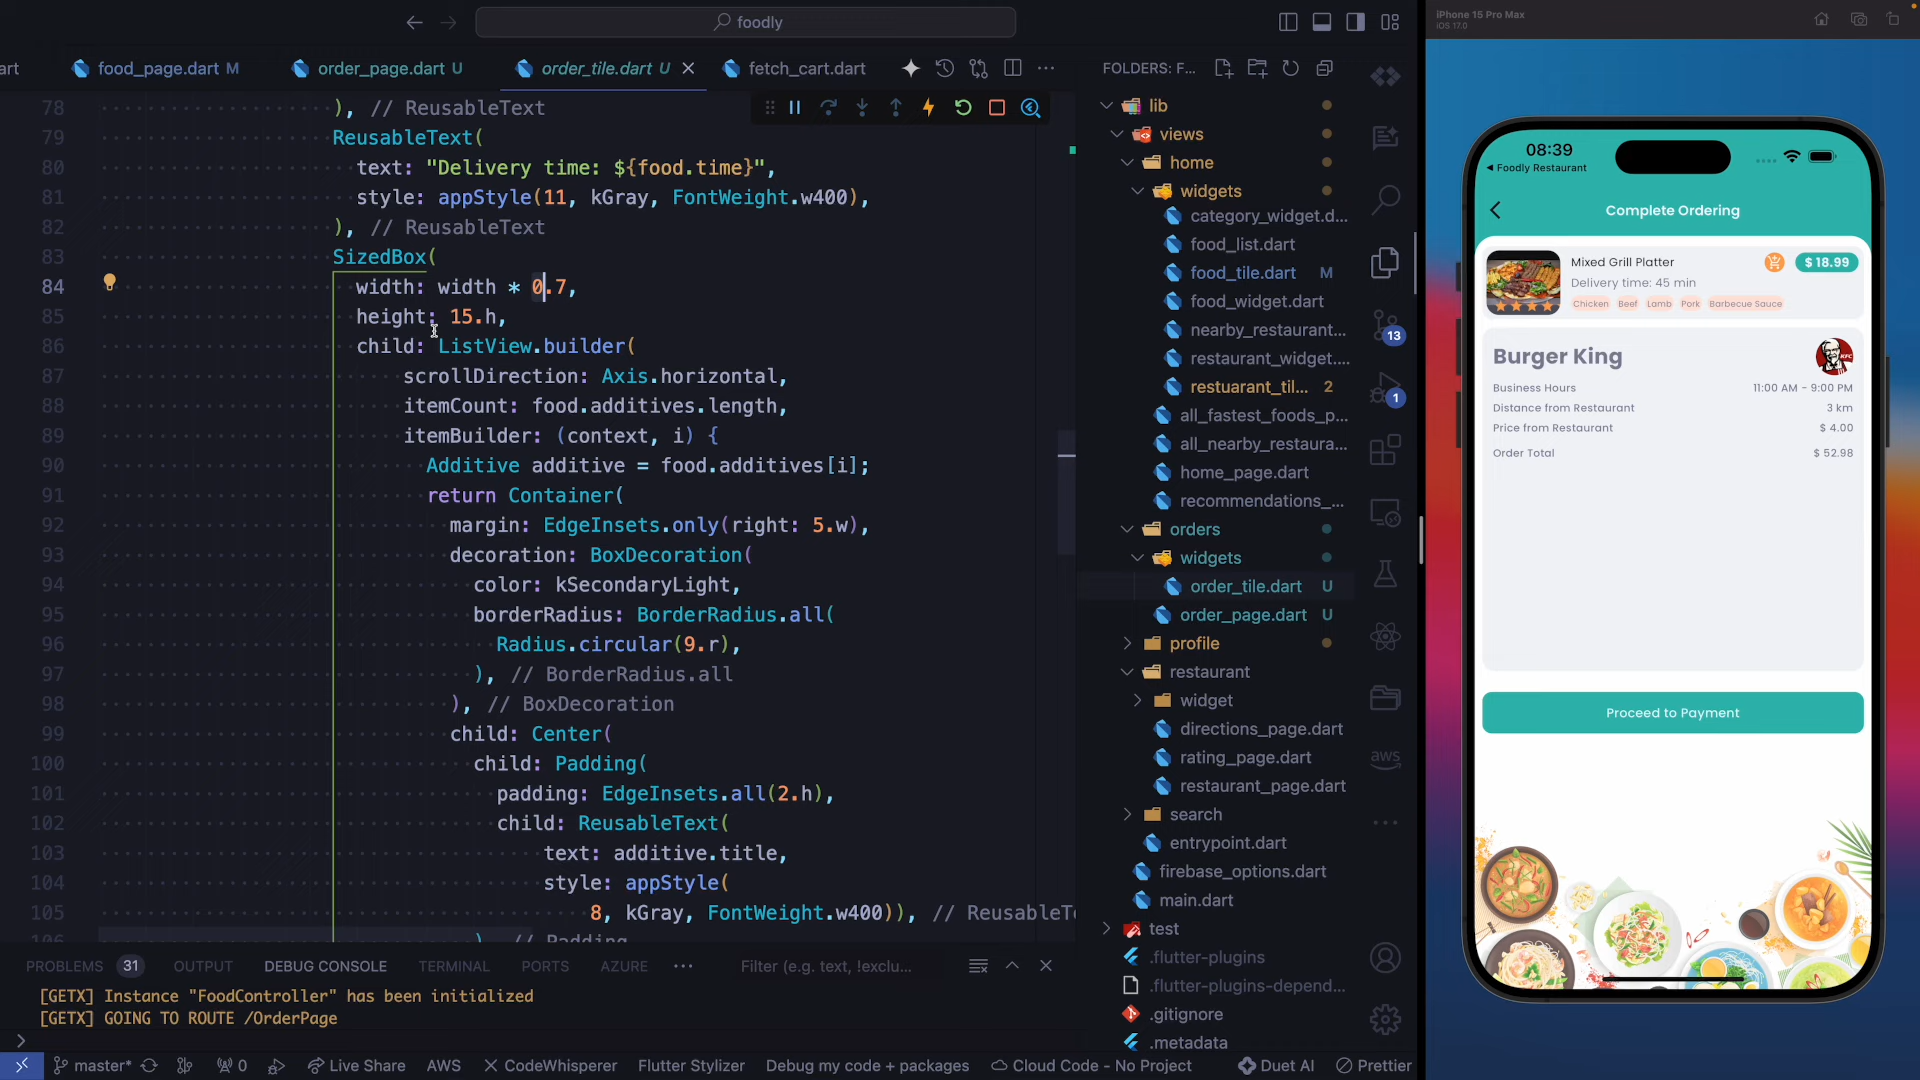 foodly
art
food_page.dart M
order_page.dart U
order_tile.dart U
fetch_cart.dart
78 ), // ReusableText
79 ReusableText(
80 text: "Delivery time: ${food.time}",
81 style: appStyle(11, kGray, FontWeight.w400),
82 ), // ReusableText
83 SizedBox(
84 width: width * 0.7,
85 height: 15.h,
86 child: ListView.builder(
87 scrollDirection: Axis.horizontal,
88 itemCount: food.additives.length,
89 itemBuilder: (context, i) {
90 Additive additive = food.additives[i];
91 return Container(
92 margin: EdgeInsets.only(right: 5.w),
93 decoration: BoxDecoration(
94 color: kSecondaryLight,
95 borderRadius: BorderRadius.all(
96 Radius.circular(9.r),
97 ), // BorderRadius.all
98 ), // BoxDecoration
99 child: Center(
100 child: Padding(
101 padding: EdgeInsets.all(2.h),
102 child: ReusableText(
103 text: additive.title,
104 style: appStyle(
105 8, kGray, FontWeight.w400)), // ReusableTe
106 ), // Padding
PROBLEMS 31 OUTPUT DEBUG CONSOLE TERMINAL PORTS AZURE ··· Filter (e.g. text, !exclu...
[GETX] Instance "FoodController" has been initialized
[GETX] GOING TO ROUTE /OrderPage
master* 0 Live Share AWS CodeWhisperer Flutter Stylizer Debug my code + packages Cloud Code - No Project Duet AI Prettier
FOLDERS: F...
lib
views
home
widgets
category_widget.d...
food_list.dart
food_tile.dart M
food_widget.dart
nearby_restaurant...
restaurant_widget....
restuarant_til... 2
all_fastest_foods_p...
all_nearby_restaura...
home_page.dart
recommendations_...
orders
widgets
order_tile.dart U
order_page.dart U
profile
restaurant
widget
directions_page.dart
rating_page.dart
restaurant_page.dart
search
entrypoint.dart
firebase_options.dart
main.dart
test
.flutter-plugins
.flutter-plugins-depend...
.gitignore
.metadata
13
1
aws
iPhone 15 Pro Max
iOS 17.0
08:39
Foodly Restaurant
Complete Ordering
Mixed Grill Platter $ 18.99
Delivery time: 45 min
Chicken Beef Lamb Pork Barbecue Sauce
Burger King
KFC
Business Hours 11:00 AM - 9:00 PM
Distance from Restaurant 3 km
Price from Restaurant $ 4.00
Order Total $ 52.98
Proceed to Payment